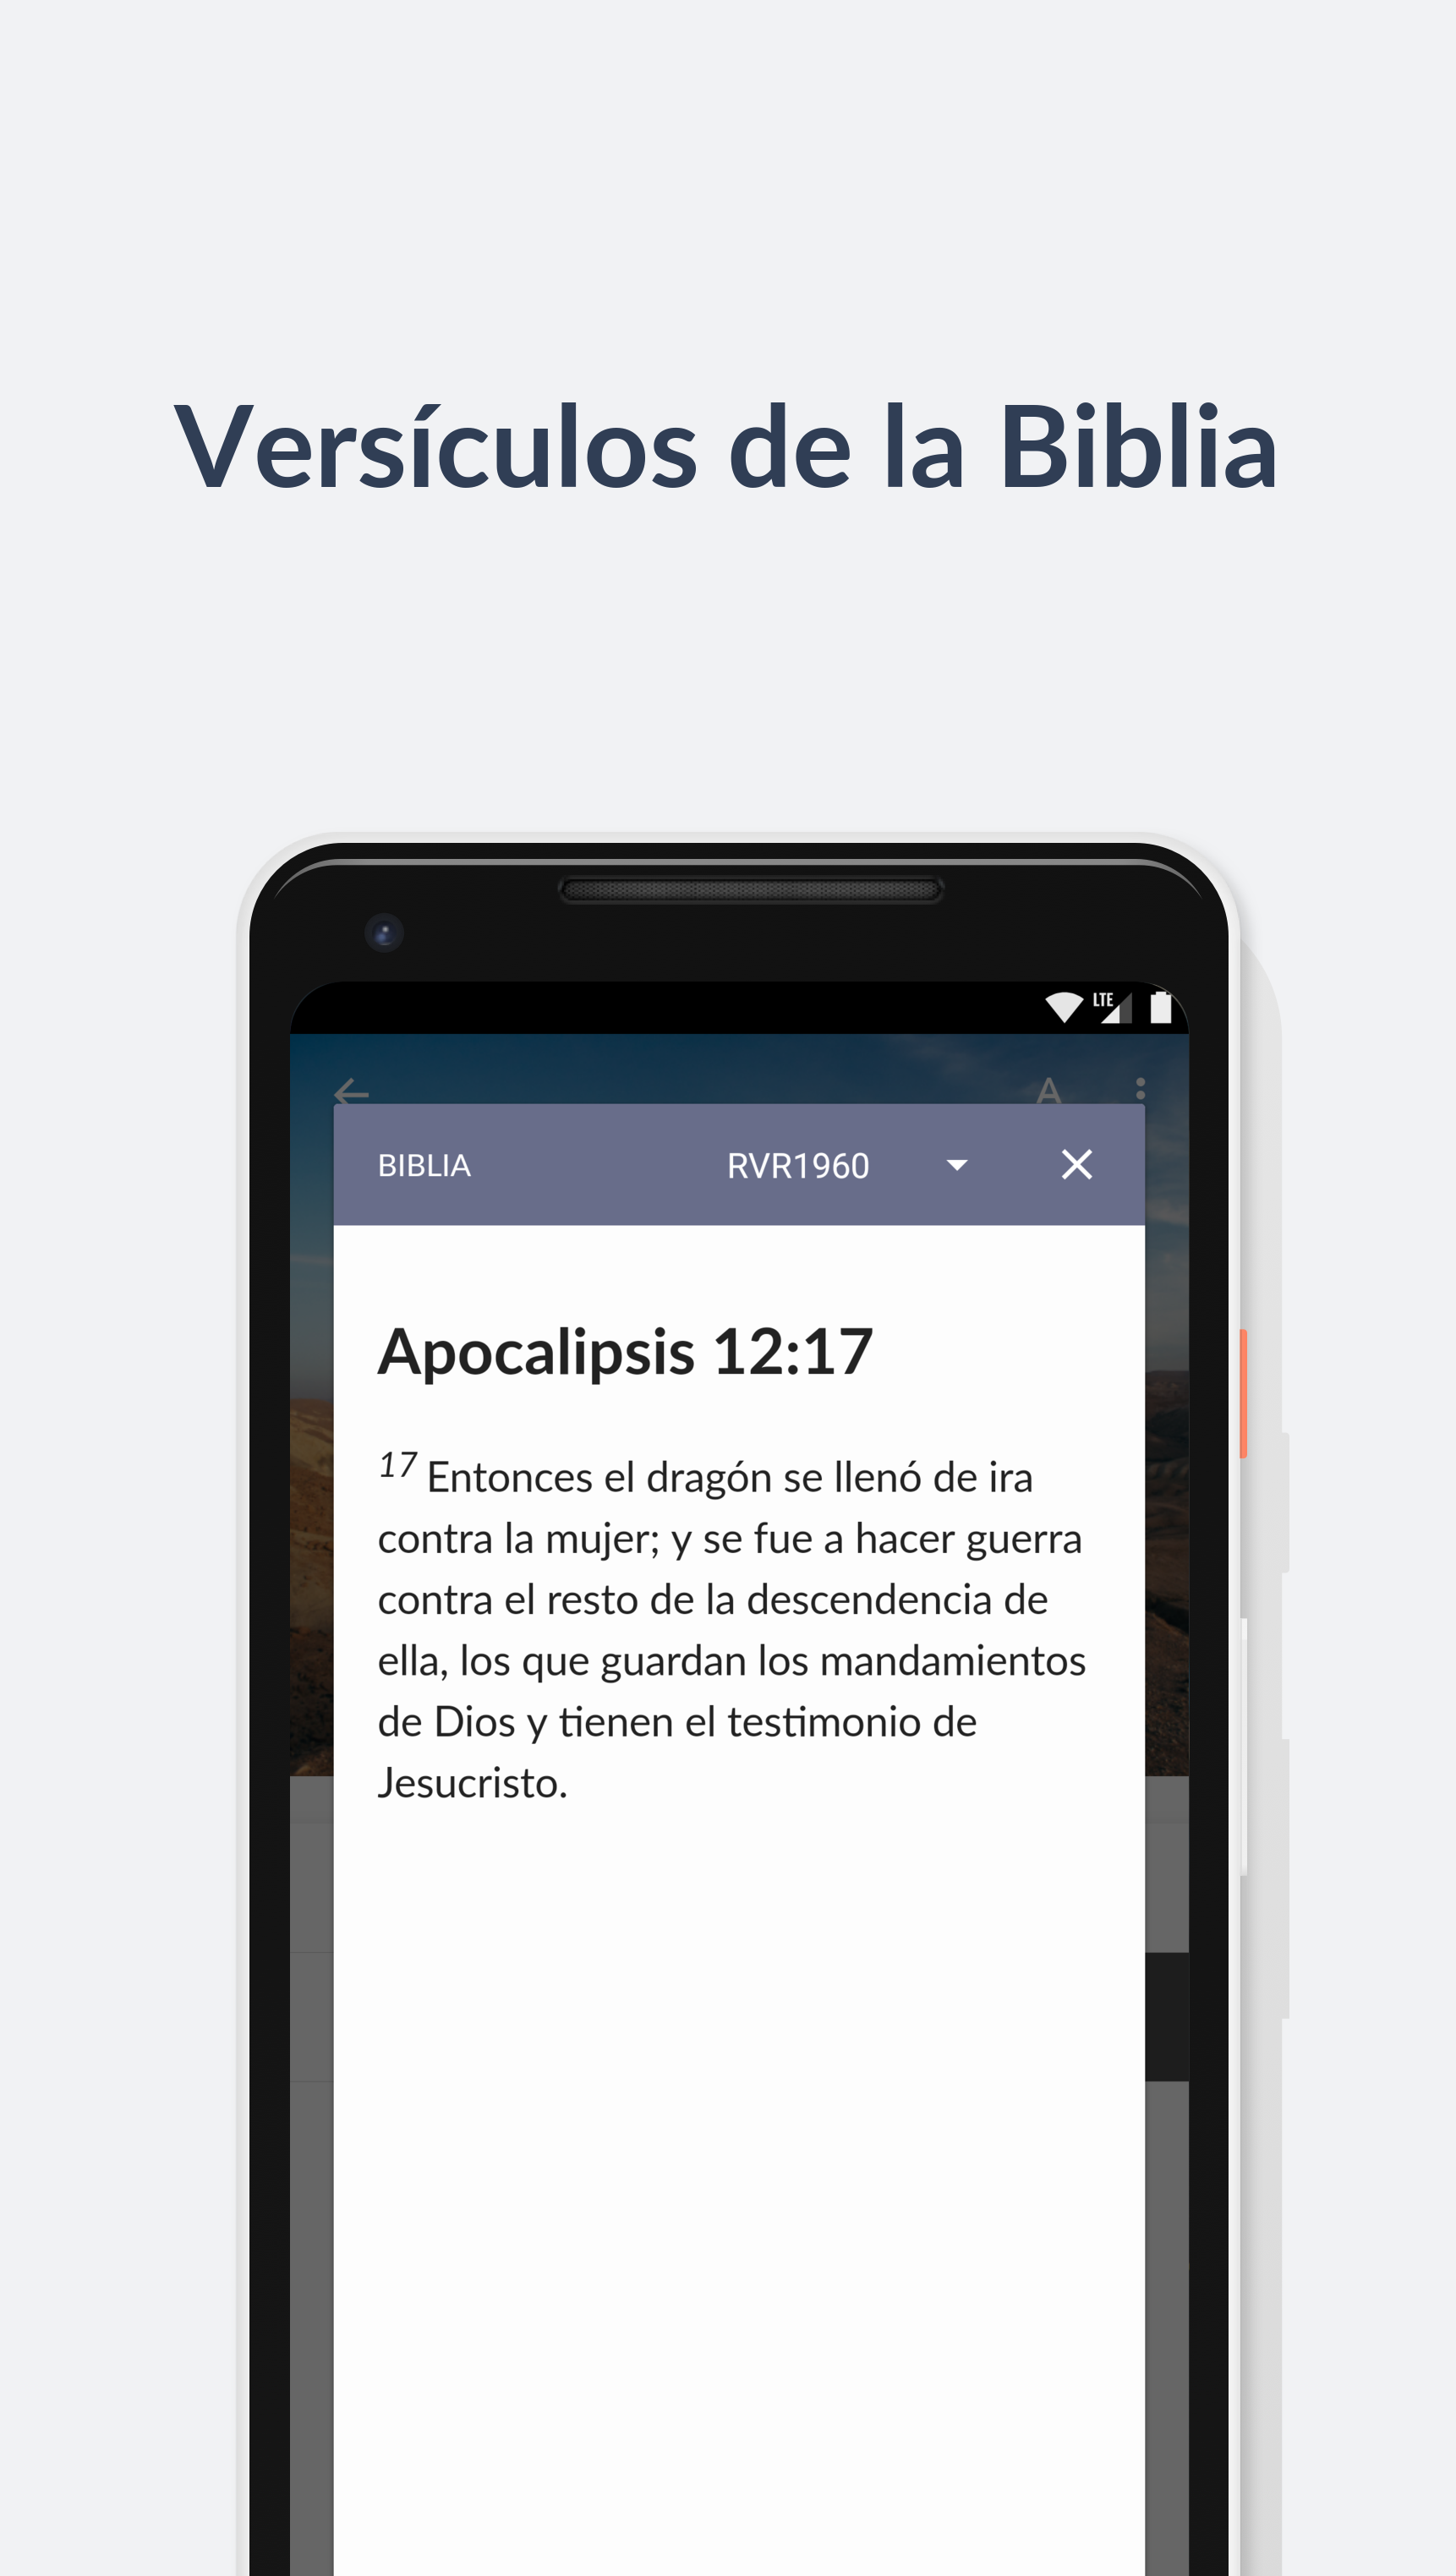 Versículos de la Biblia
LTE
A
BIBLIA RVR1960
Apocalipsis 12:17
17 Entonces el dragón se llenó de ira
contra la mujer; y se fue a hacer guerra
contra el resto de la descendencia de
ella, los que guardan los mandamientos
de Dios y tienen el testimonio de
Jesucristo.